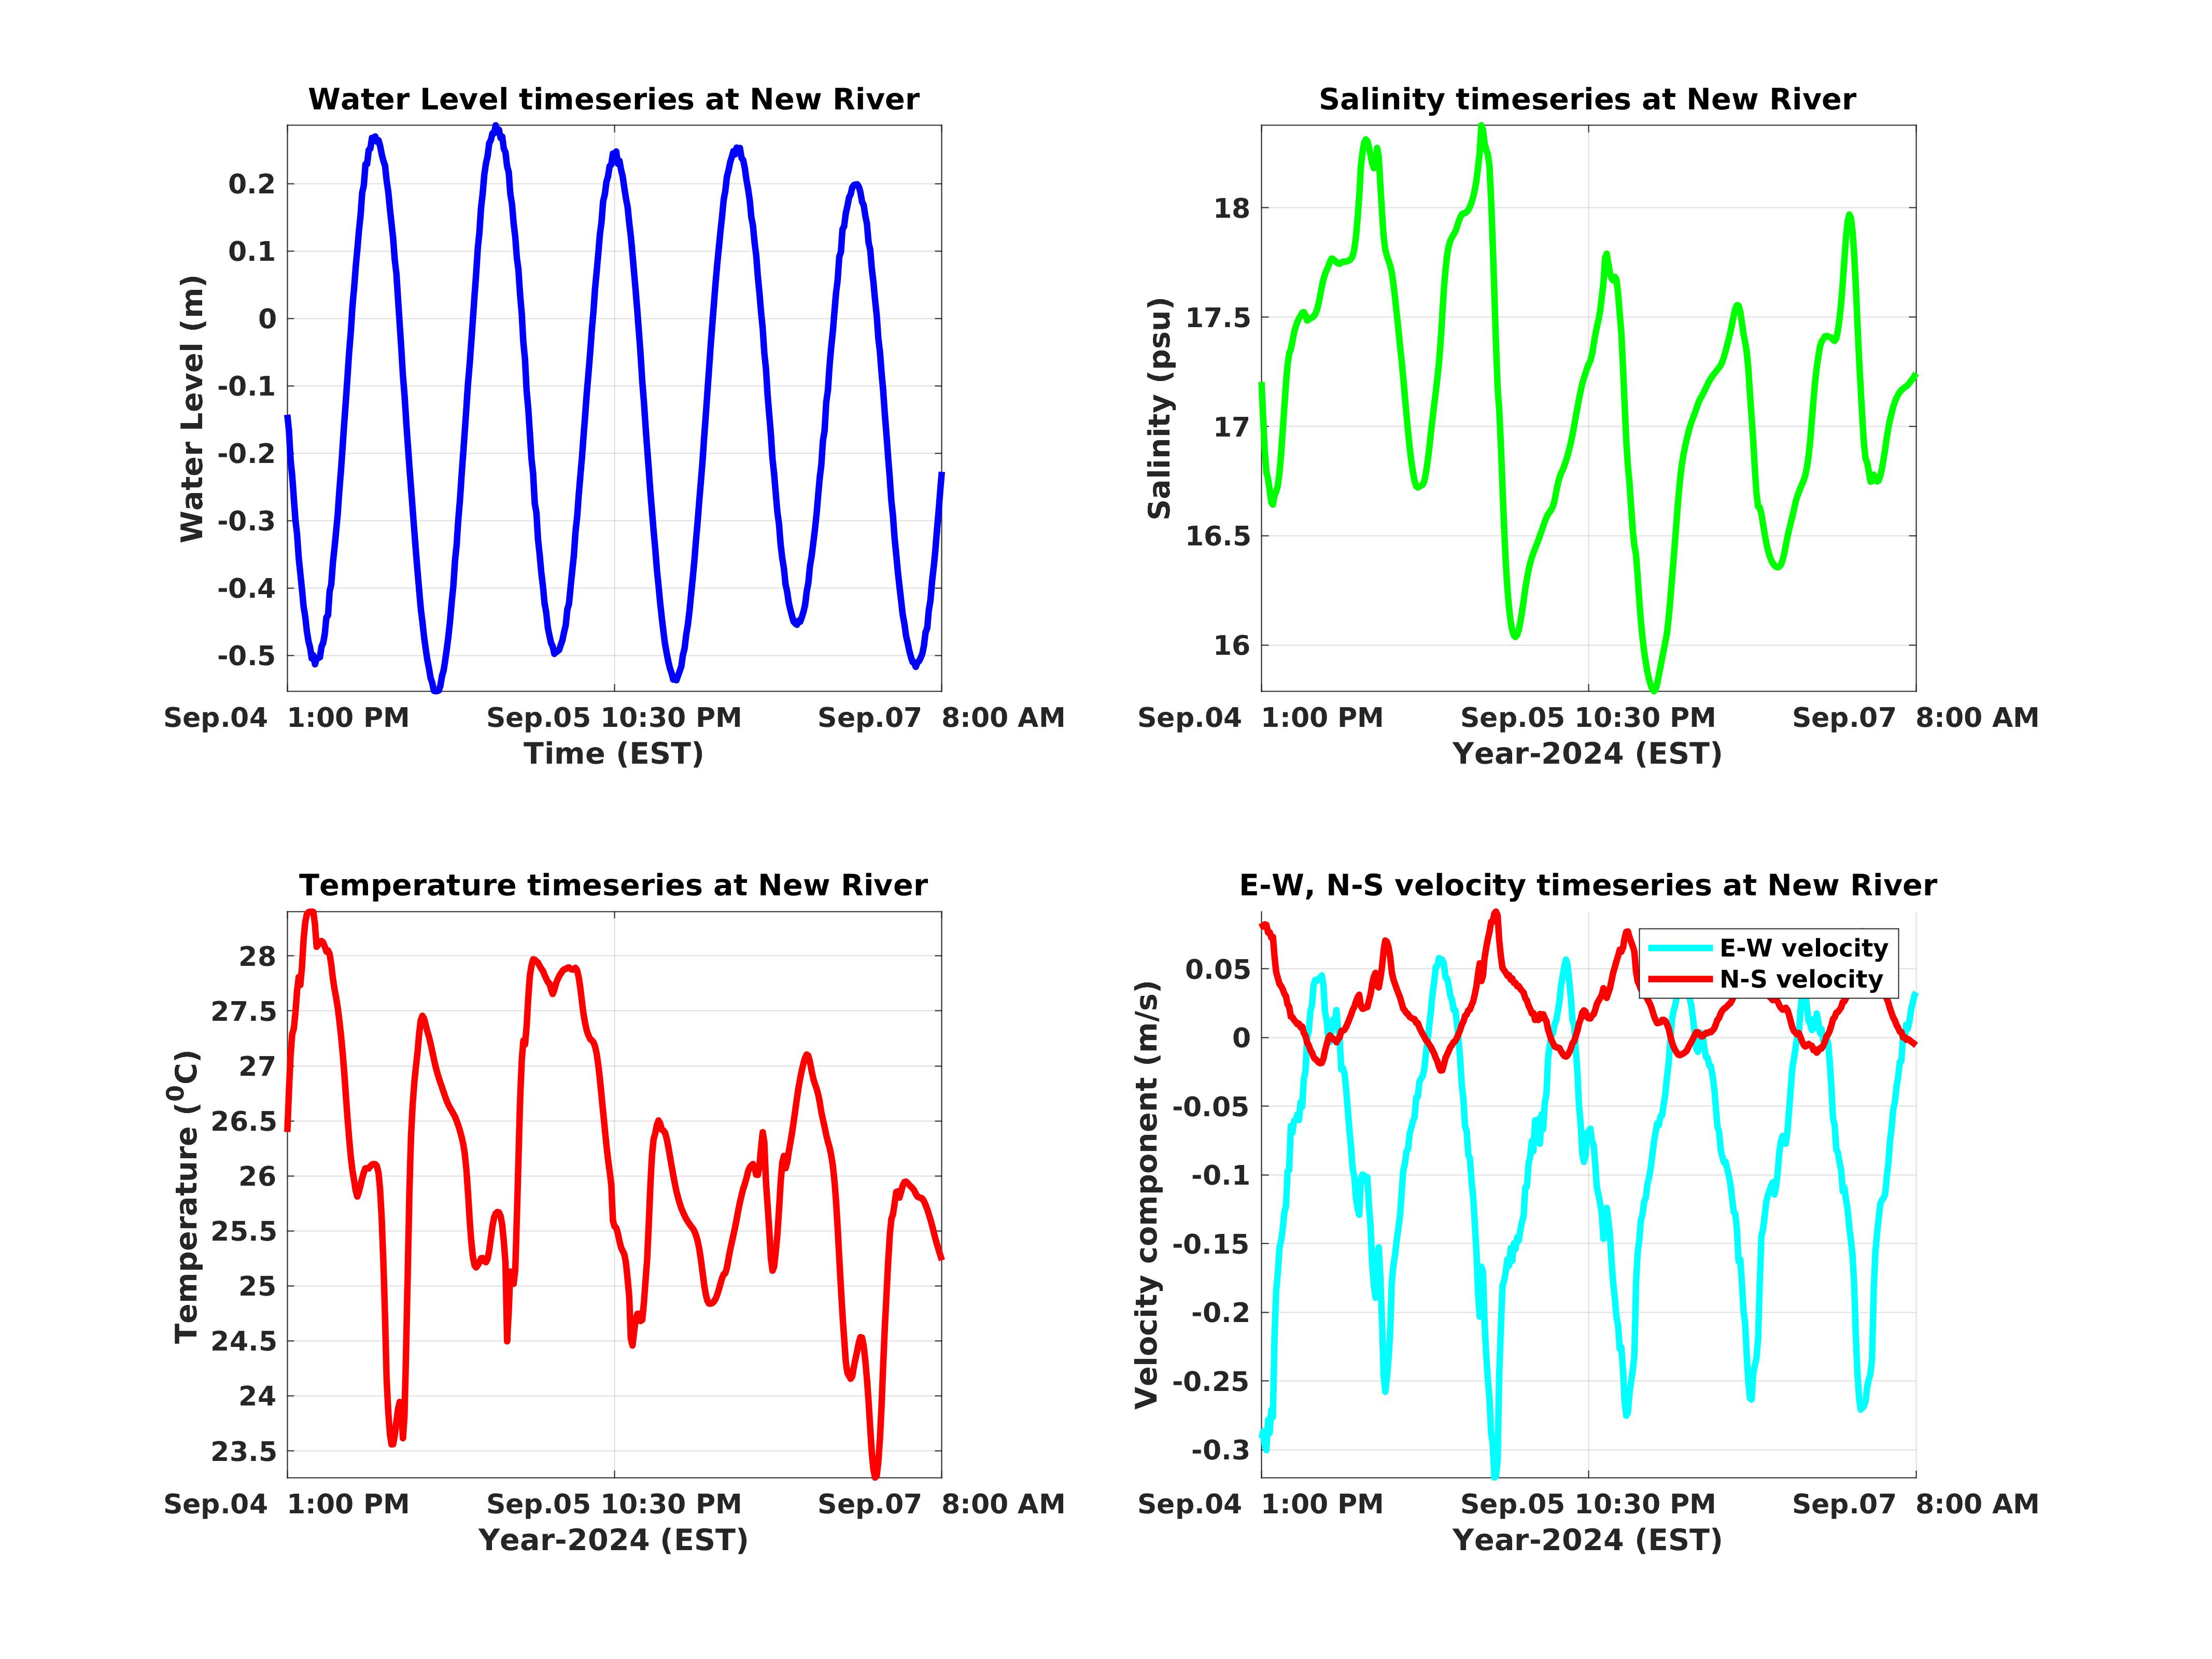 Water Level timeseries at New River
Water Level (m)
0.2
0.1
0
-0.1
-0.2
-0.3
-0.4
-0.5
Sep.04 1:00 PM
Sep.05 10:30 PM
Sep.07 8:00 AM
Time (EST)
Salinity timeseries at New River
Salinity (psu)
18
17.5
17
16.5
16
Sep.04 1:00 PM
Sep.05 10:30 PM
Sep.07 8:00 AM
Year-2024 (EST)
Temperature timeseries at New River
Temperature (⁰C)
28
27.5
27
26.5
26
25.5
25
24.5
24
23.5
Sep.04 1:00 PM
Sep.05 10:30 PM
Sep.07 8:00 AM
Year-2024 (EST)
E-W, N-S velocity timeseries at New River
Velocity component (m/s)
0.05
0
-0.05
-0.1
-0.15
-0.2
-0.25
-0.3
E-W velocity
N-S velocity
Sep.04 1:00 PM
Sep.05 10:30 PM
Sep.07 8:00 AM
Year-2024 (EST)